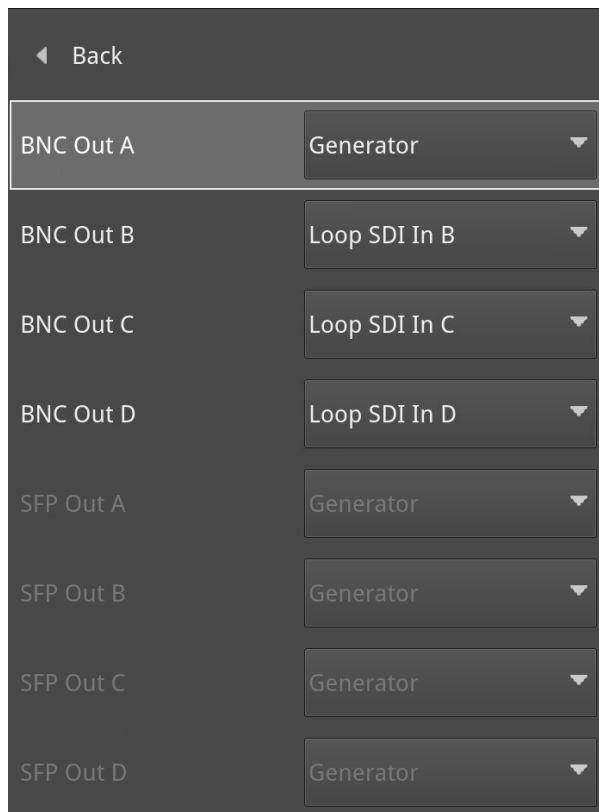 Back
BNC Out A Generator
BNC Out B Loop SDI In B
BNC Out C Loop SDI In C
BNC Out D Loop SDI In D
SFP Out A Generator
SFP Out B Generator
SFP Out C Generator
SFP Out D Generator